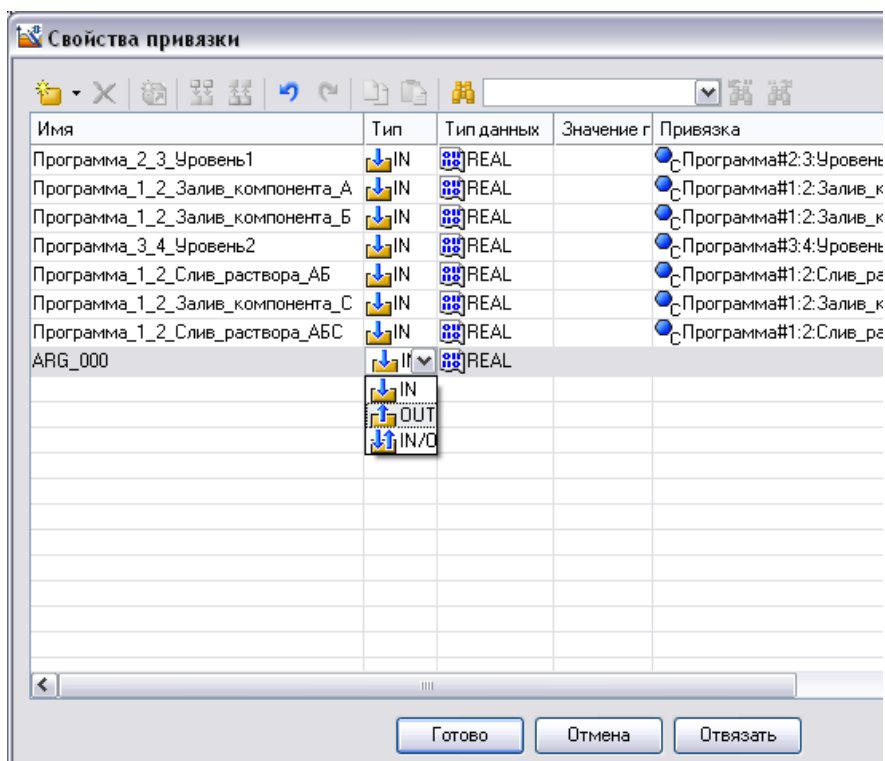 Свойства привязки
Имя Тип Тип данных Значение г Привязка
Программа_2_3_Уровень1 IN REAL Программа#2:3:Уровень
Программа_1_2_Залив_компонента_А IN REAL Программа#1:2:Залив_к
Программа_1_2_Залив_компонента_Б IN REAL Программа#1:2:Залив_к
Программа_3_4_Уровень2 IN REAL Программа#3:4:Уровень
Программа_1_2_Слив_раствора_АБ IN REAL Программа#1:2:Слив_ра
Программа_1_2_Залив_компонента_С IN REAL Программа#1:2:Залив_к
Программа_1_2_Слив_раствора_АБС IN REAL Программа#1:2:Слив_ра
ARG_000 IN REAL
IN
OUT
IN/O
Готово Отмена Отвязать